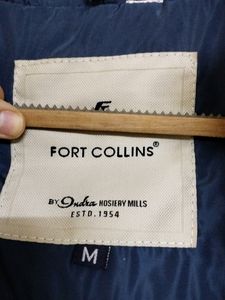 FORT COLLINS®
BY Indra HOSIERY MILLS
ESTD. 1954
M